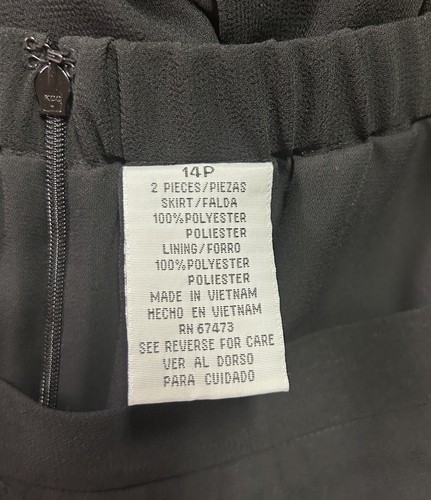 14P
2 PIECES/PIEZAS
SKIRT/FALDA
100%POLYESTER
POLIESTER
LINING/FORRO
100%POLYESTER
POLIESTER
MADE IN VIETNAM
HECHO EN VIETNAM
RN 67473
SEE REVERSE FOR CARE
VER AL DORSO
PARA CUIDADO